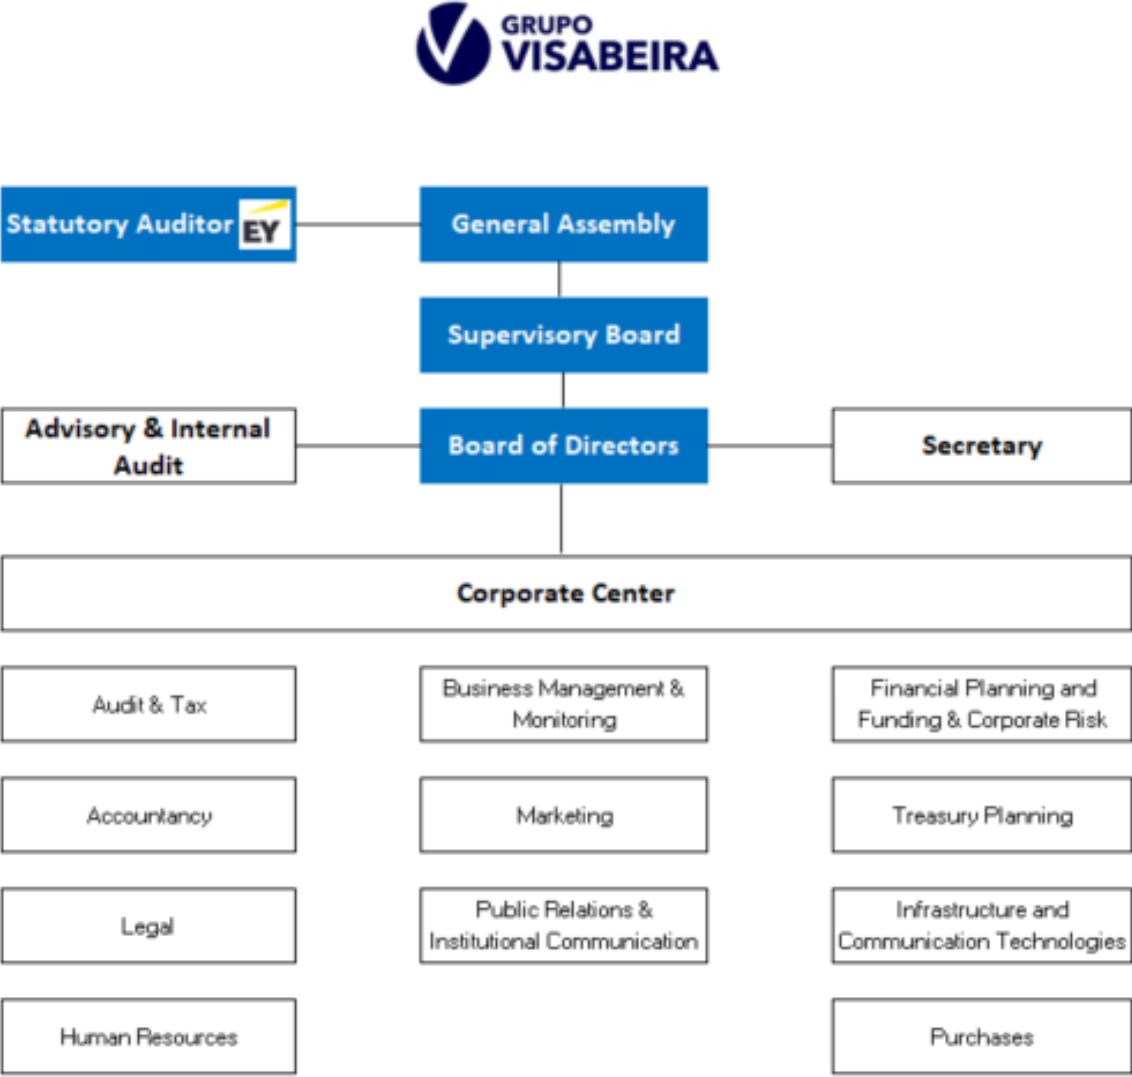 GRUPO
VISABEIRA
Statutory Auditor EY
General Assembly
Supervisory Board
Advisory & Internal
Audit
Board of Directors
Secretary
Corporate Center
Audit & Tax
Business Management &
Monitoring
Financial Planning and
Funding & Corporate Risk
Accountancy
Marketing
Treasury Planning
Legal
Public Relations &
Institutional Communication
Infrastructure and
Communication Technologies
Human Resources
Purchases